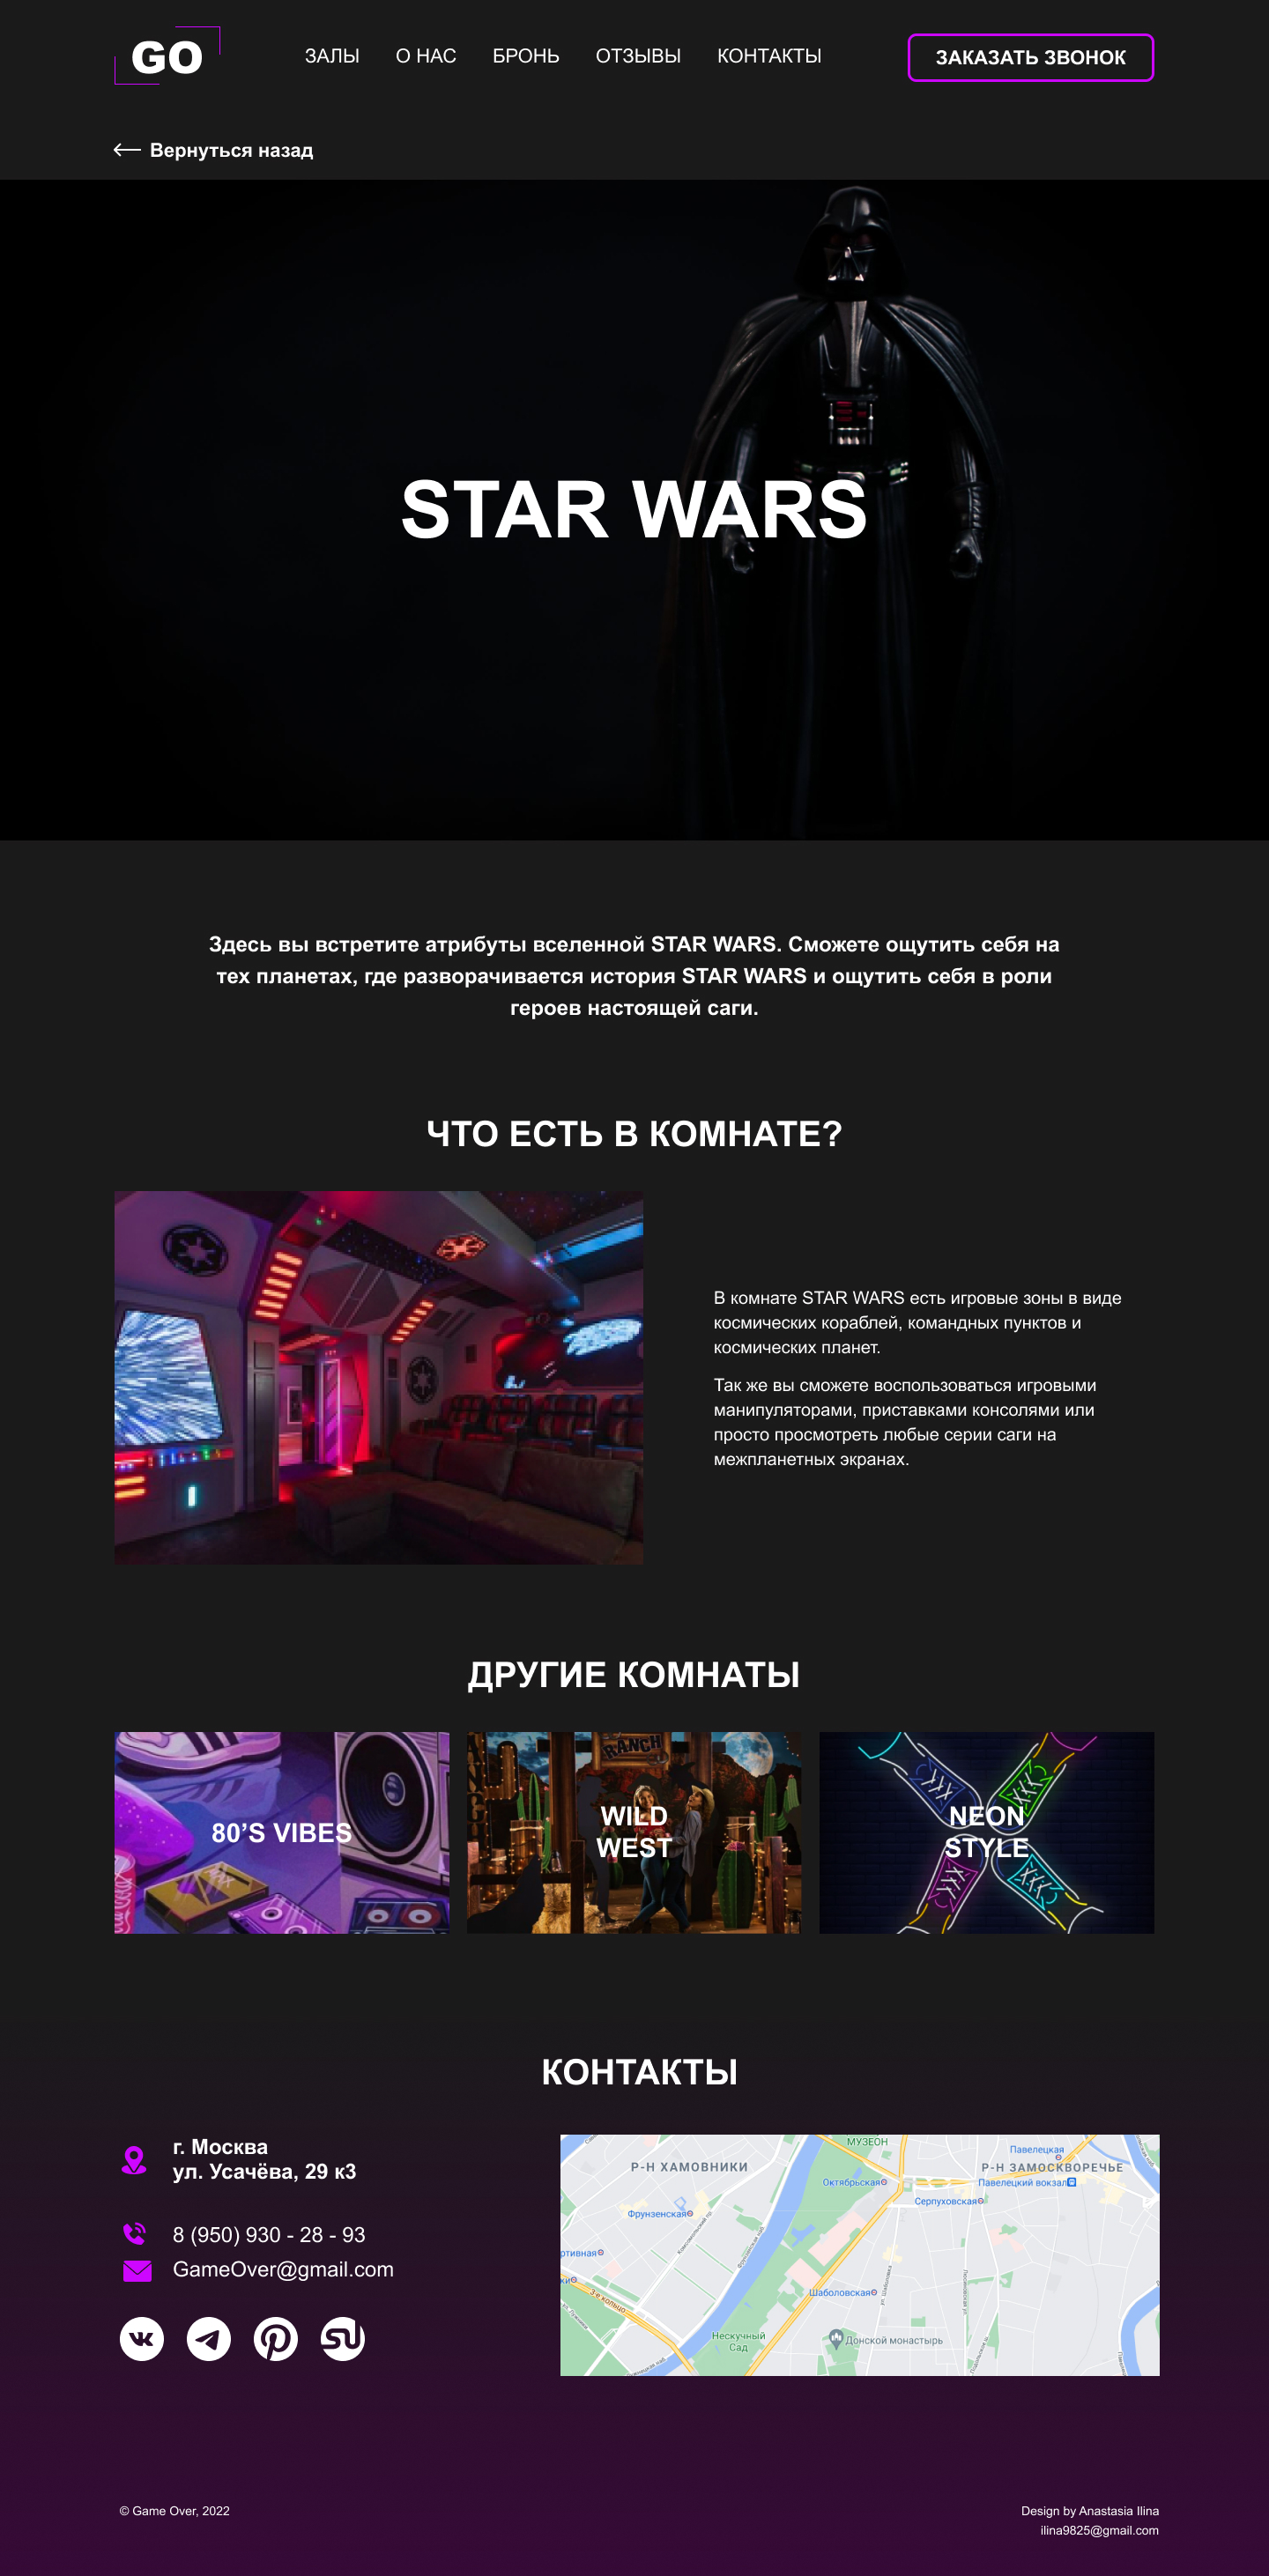 GO
ЗАЛЫ О НАС БРОНЬ ОТЗЫВЫ КОНТАКТЫ
ЗАКАЗАТЬ ЗВОНОК
Вернуться назад
STAR WARS
Здесь вы встретите атрибуты вселенной STAR WARS. Сможете ощутить себя на
тех планетах, где разворачивается история STAR WARS и ощутить себя в роли
героев настоящей саги.
ЧТО ЕСТЬ В КОМНАТЕ?
В комнате STAR WARS есть игровые зоны в виде
космических кораблей, командных пунктов и
космических планет.
Так же вы сможете воспользоваться игровыми
манипуляторами, приставками консолями или
просто просмотреть любые серии саги на
межпланетных экранах.
ДРУГИЕ КОМНАТЫ
80’S VIBES
RANCH
WILD
WEST
NEON
STYLE
КОНТАКТЫ
г. Москва
ул. Усачёва, 29 к3
8 (950) 930 - 28 - 93
GameOver@gmail.com
МУЗЕОН
Р-Н ХАМОВНИКИ
Павелецкая
Р-Н ЗАМОСКВОРЕЧЬЕ
Октябрьская
Павелецкий вокзал
Серпуховская
Фрунзенская
ртивная
ки
3-е кольцо
Шаболовская
Нескучный
Сад
Донской монастырь
© Game Over, 2022
Design by Anastasia Ilina
ilina9825@gmail.com